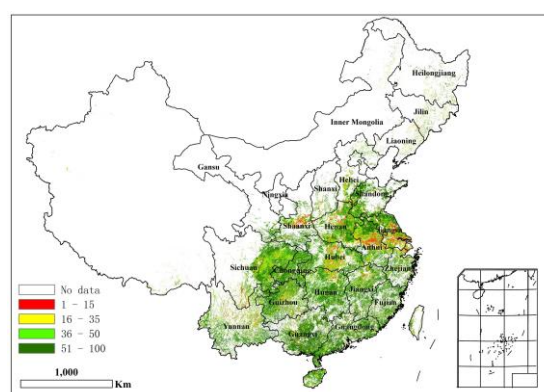 Heilongjiang
Jilin
Inner Mongolia
Liaoning
Gansu
Hebei
Ningxia
Shanxi
Shandong
Shaanxi
Henan
Jiangsu
Anhui
Sichuan
Hubei
Chongqing
Zhejiang
Guizhou
Hunan
Jiangxi
Fujian
Yunnan
Guangxi
Guangdong
No data
1 - 15
16 - 35
36 - 50
51 - 100
1,000
Km